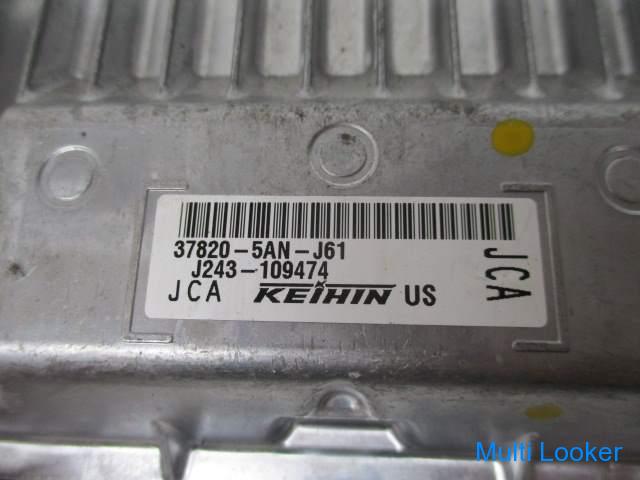 37820-5AN-J61
J243-109474
JCA KEIHIN US
JCA
Multi Looker